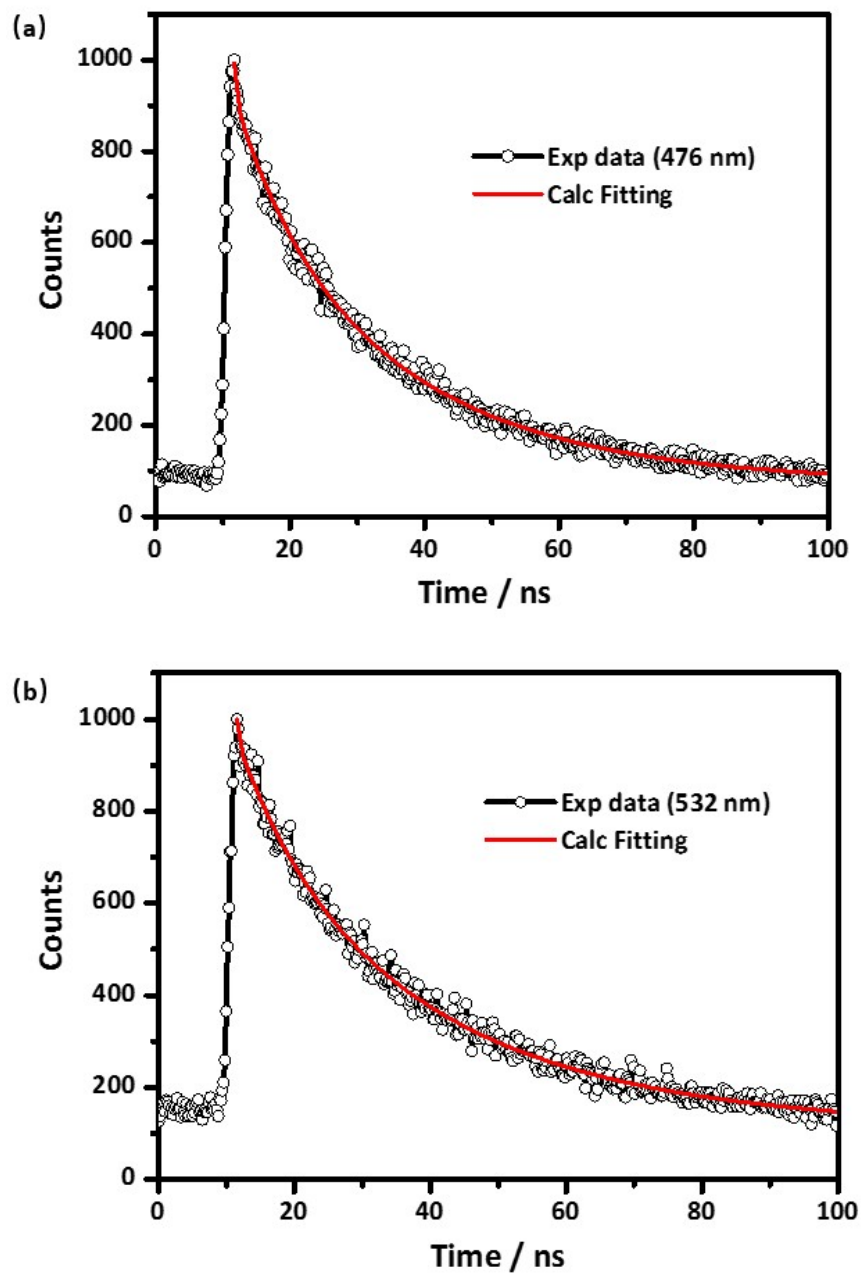 (a)
1000
800
600
400
200
0
Counts
Exp data (476 nm)
Calc Fitting
0 20 40 60 80 100
Time / ns
(b)
1000
800
600
400
200
0
Counts
Exp data (532 nm)
Calc Fitting
0 20 40 60 80 100
Time / ns